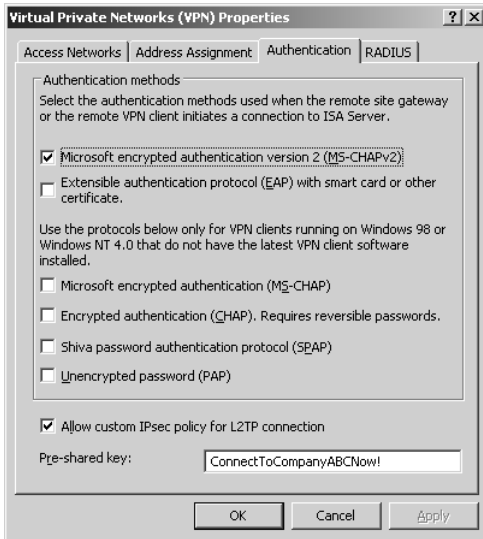 Virtual Private Networks (VPN) Properties
? X
Access Networks Address Assignment Authentication RADIUS
Authentication methods
Select the authentication methods used when the remote site gateway
or the remote VPN client initiates a connection to ISA Server.
Microsoft encrypted authentication version 2 (MS-CHAPv2)
Extensible authentication protocol (EAP) with smart card or other
certificate.
Use the protocols below only for VPN clients running on Windows 98 or
Windows NT 4.0 that do not have the latest VPN client software
installed.
Microsoft encrypted authentication (MS-CHAP)
Encrypted authentication (CHAP). Requires reversible passwords.
Shiva password authentication protocol (SPAP)
Unencrypted password (PAP)
Allow custom IPsec policy for L2TP connection
Pre-shared key: ConnectToCompanyABCNow!
OK Cancel Apply